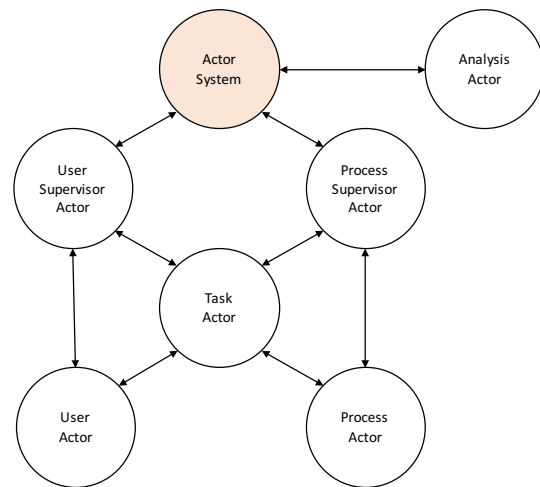 Actor
System
Analysis
Actor
User
Supervisor
Actor
Process
Supervisor
Actor
Task
Actor
User
Actor
Process
Actor